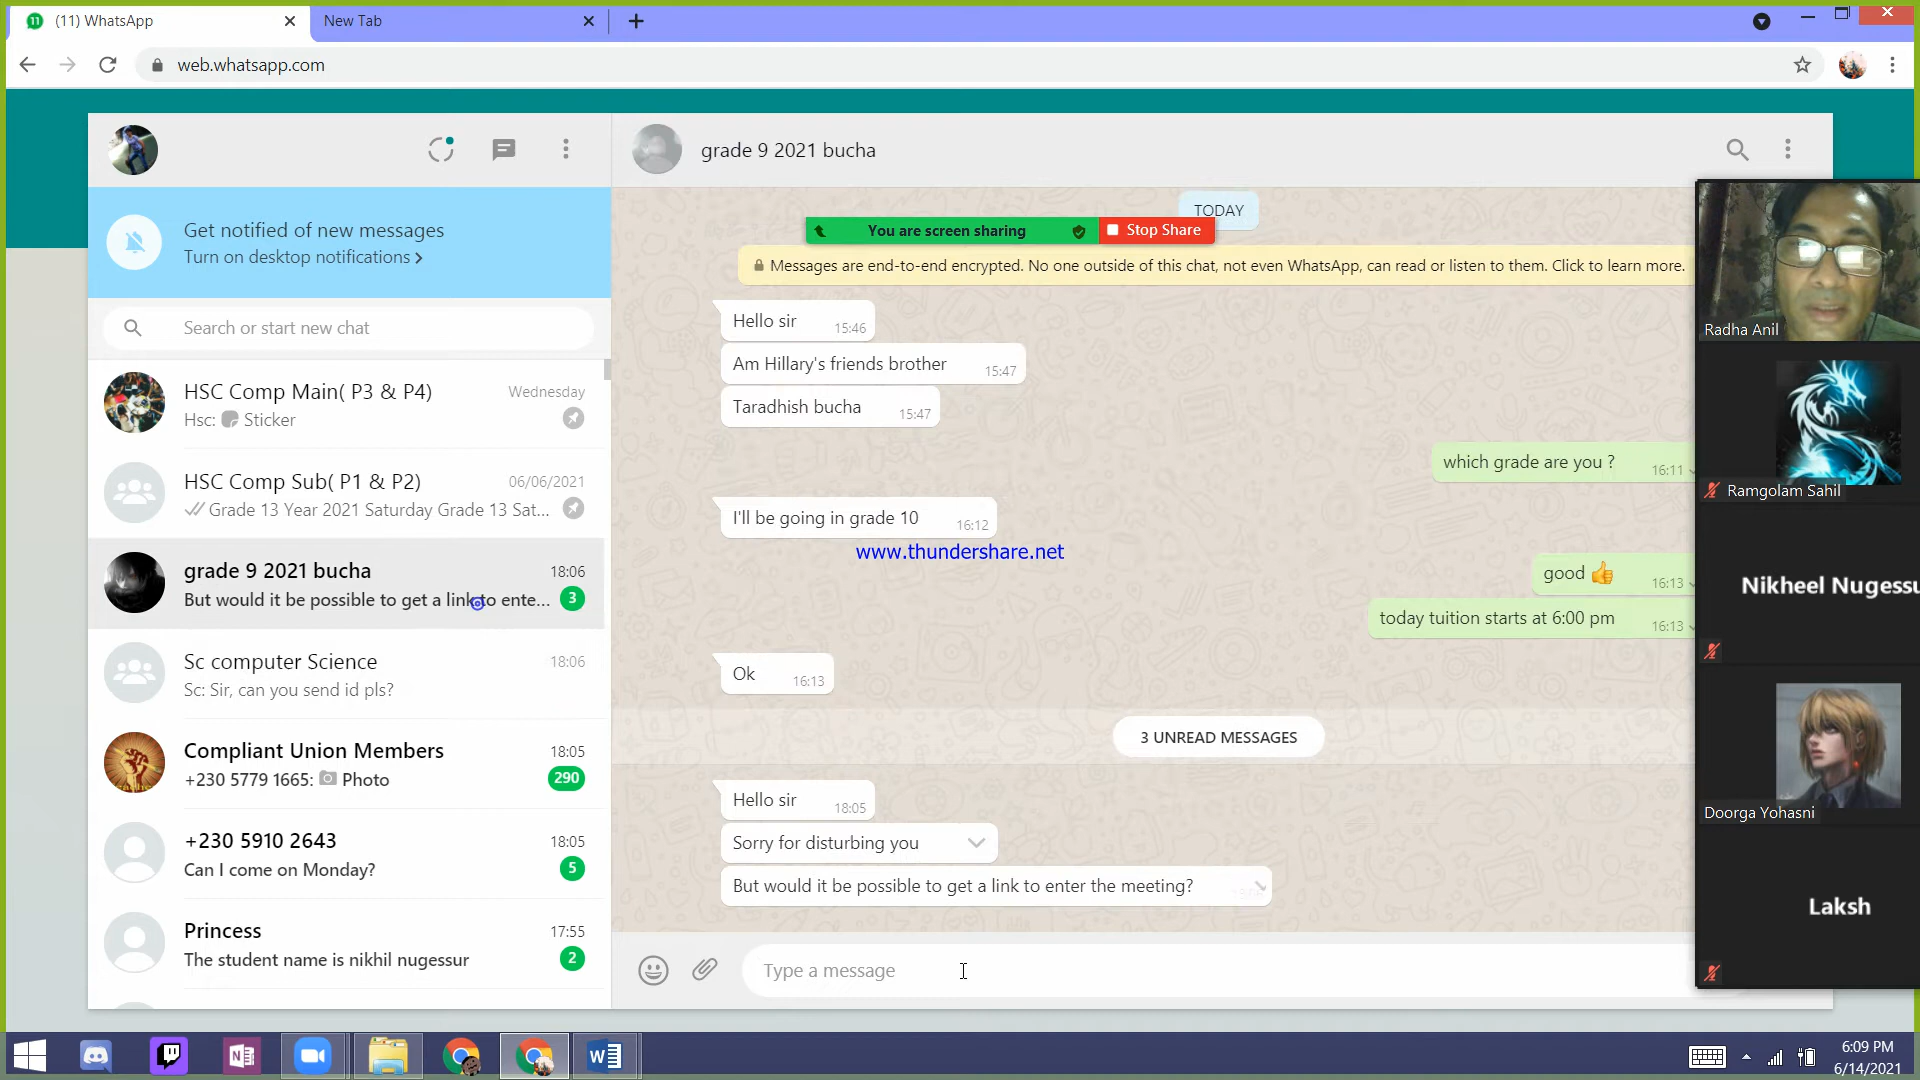 (11) WhatsApp
New Tab
web.whatsapp.com
grade 9 2021 bucha
Get notified of new messages
Turn on desktop notifications >
Search or start new chat
HSC Comp Main( P3 & P4)
Wednesday
Hsc: Sticker
HSC Comp Sub( P1 & P2)
06/06/2021
Grade 13 Year 2021 Saturday Grade 13 Sat...
grade 9 2021 bucha
18:06
But would it be possible to get a link to ente...
3
Sc computer Science
18:06
Sc: Sir, can you send id pls?
Compliant Union Members
18:05
+230 5779 1665: Photo
290
+230 5910 2643
18:05
Can I come on Monday?
5
Princess
17:55
The student name is nikhil nugessur
2
TODAY
You are screen sharing
Stop Share
Messages are end-to-end encrypted. No one outside of this chat, not even WhatsApp, can read or listen to them. Click to learn more.
Hello sir 15:46
Am Hillary's friends brother 15:47
Taradhish bucha 15:47
which grade are you ? 16:11
I'll be going in grade 10 16:12
www.thundershare.net
good 👍 16:13
today tuition starts at 6:00 pm 16:13
Ok 16:13
3 UNREAD MESSAGES
Hello sir 18:05
Sorry for disturbing you
But would it be possible to get a link to enter the meeting?
Type a message
Radha Anil
Ramgolam Sahil
Nikheel Nugessu
Doorga Yohasni
Laksh
6:09 PM
6/14/2021